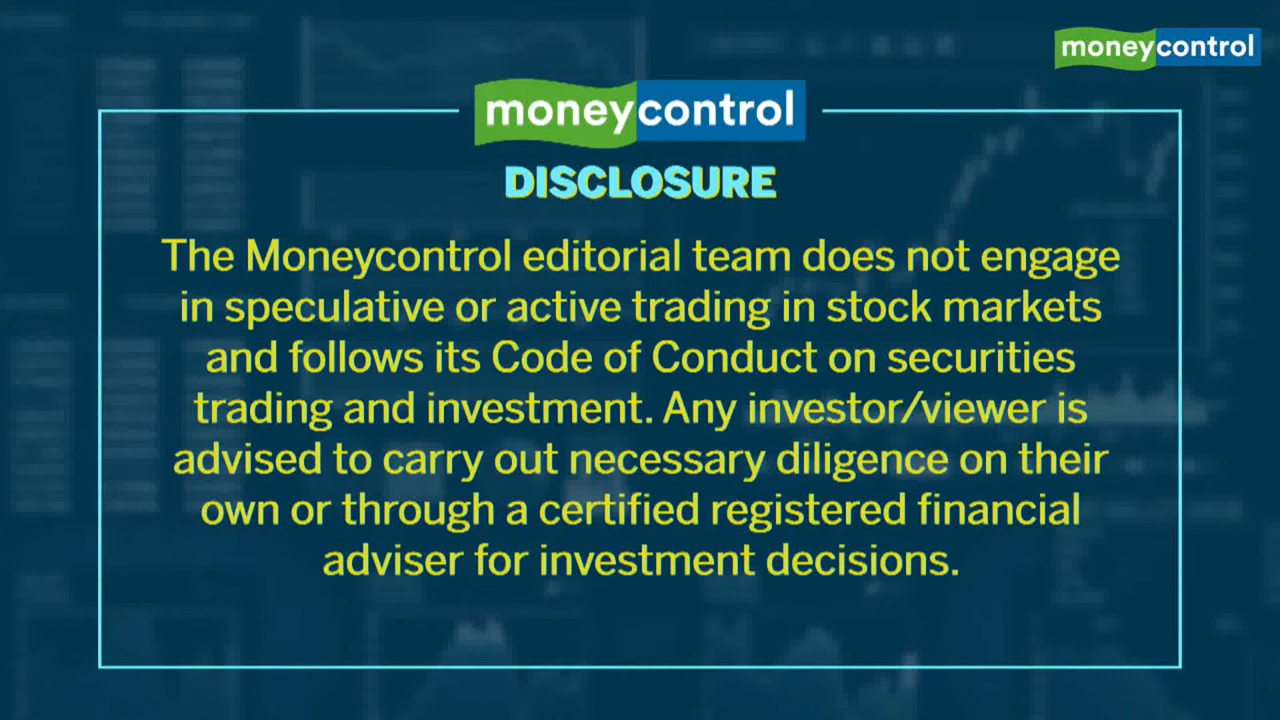 moneycontrol
moneycontrol
DISCLOSURE
The Moneycontrol editorial team does not engage
in speculative or active trading in stock markets
and follows its Code of Conduct on securities
trading and investment. Any investor/viewer is
advised to carry out necessary diligence on their
own or through a certified registered financial
adviser for investment decisions.